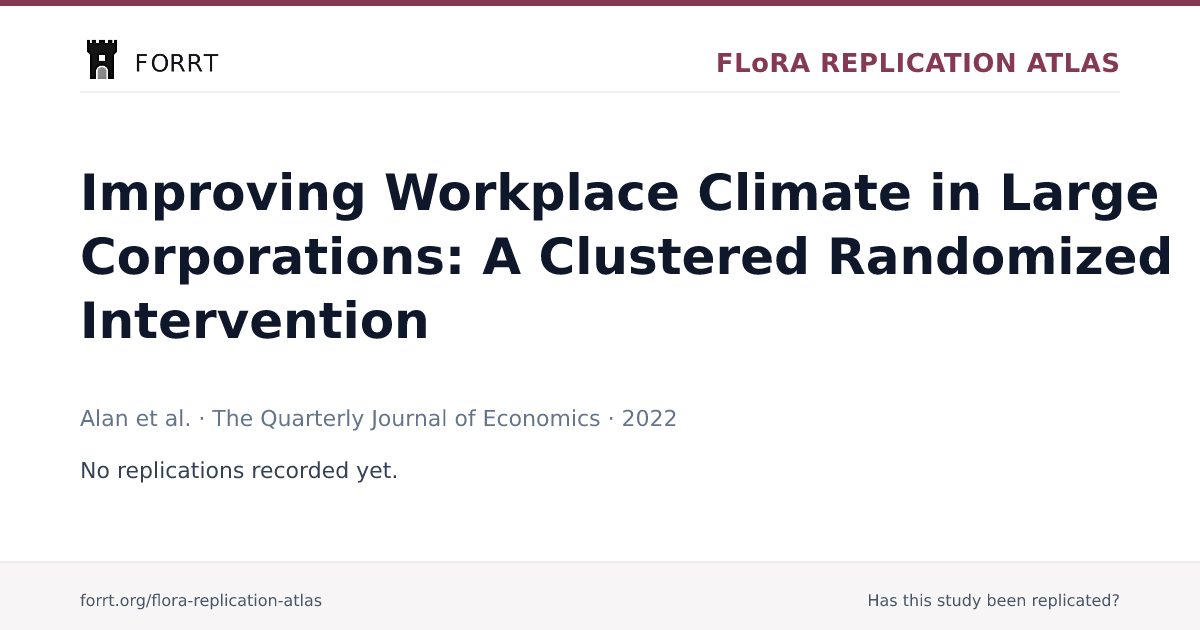 FORRT
FLoRA REPLICATION ATLAS
Improving Workplace Climate in Large
Corporations: A Clustered Randomized
Intervention
Alan et al. · The Quarterly Journal of Economics · 2022
No replications recorded yet.
forrt.org/flora-replication-atlas
Has this study been replicated?